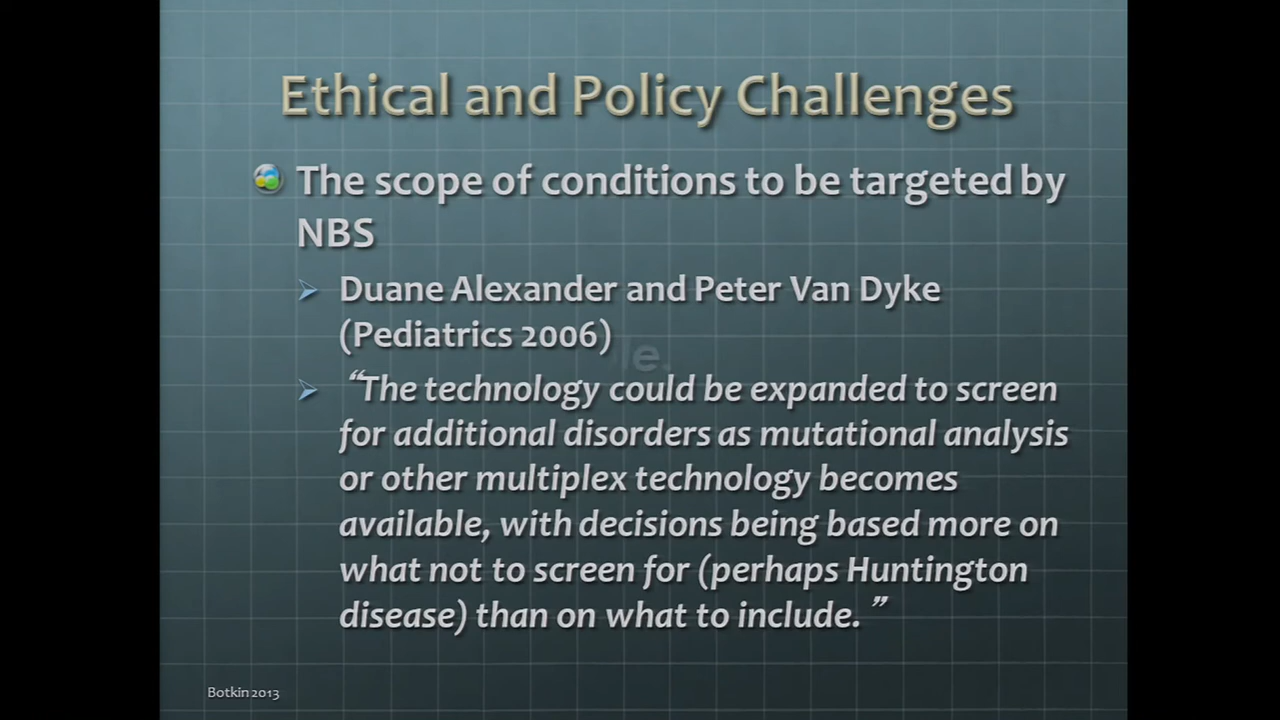 Ethical and Policy Challenges
The scope of conditions to be targeted by
NBS
Duane Alexander and Peter Van Dyke
(Pediatrics 2006)
le.
“The technology could be expanded to screen
for additional disorders as mutational analysis
or other multiplex technology becomes
available, with decisions being based more on
what not to screen for (perhaps Huntington
disease) than on what to include.”
Botkin 2013